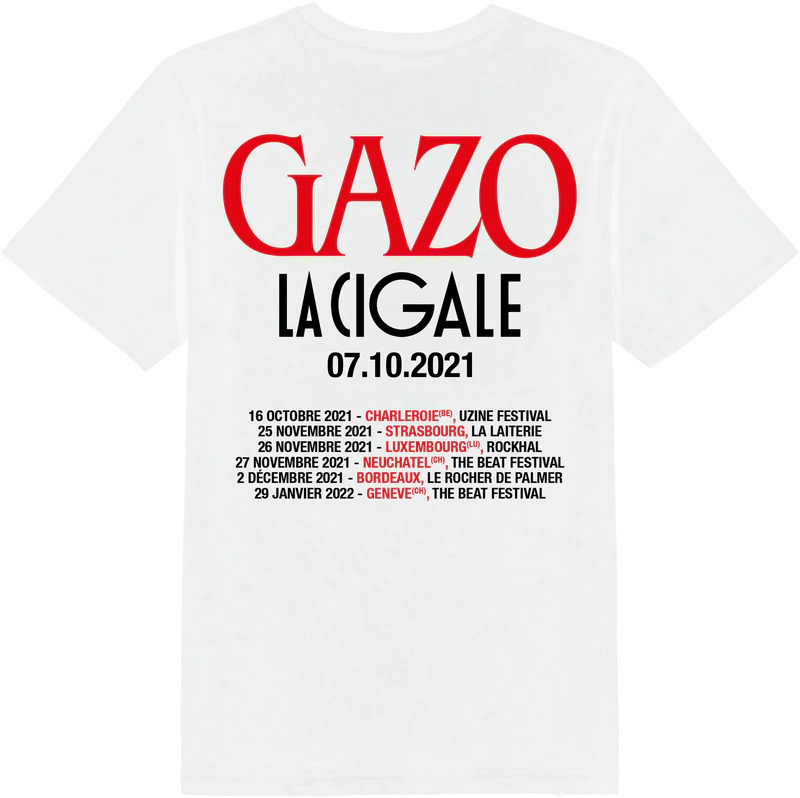 GAZO
LA CIGALE
07.10.2021
16 OCTOBRE 2021 - CHARLEROIE(BE), UZINE FESTIVAL
25 NOVEMBRE 2021 - STRASBOURG, LA LAITERIE
26 NOVEMBRE 2021 - LUXEMBOURG(LU), ROCKHAL
27 NOVEMBRE 2021 - NEUCHATEL(CH), THE BEAT FESTIVAL
2 DÉCEMBRE 2021 - BORDEAUX, LE ROCHER DE PALMER
29 JANVIER 2022 - GENEVE(CH), THE BEAT FESTIVAL